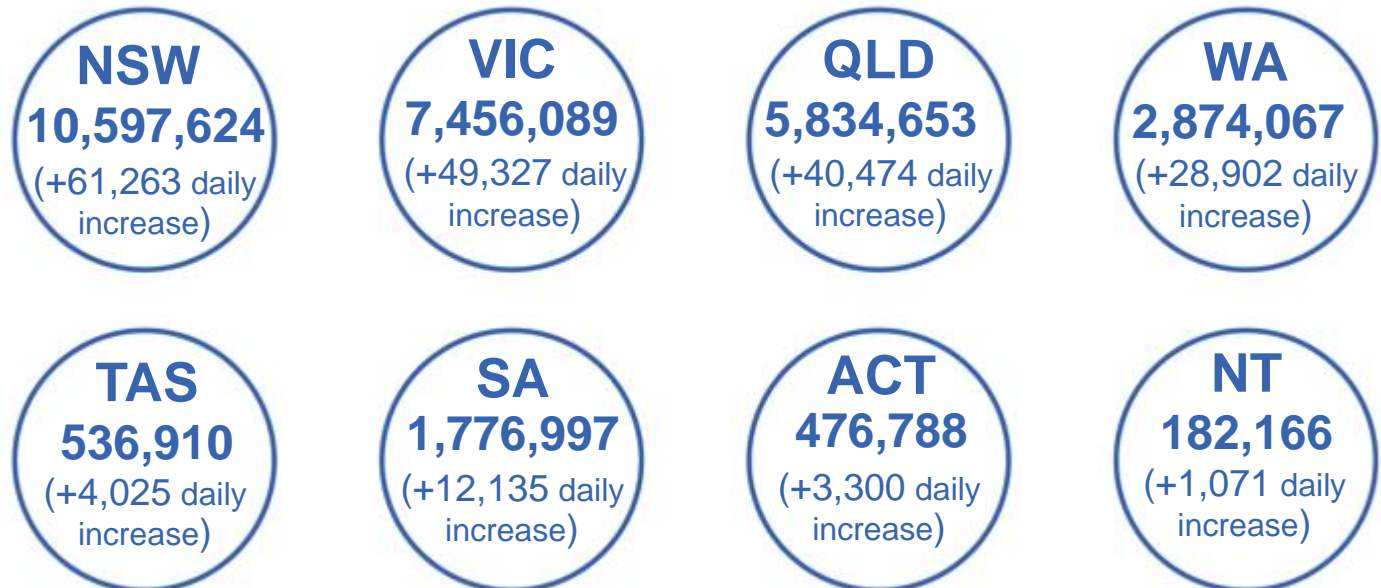 NSW
10,597,624
(+61,263 daily
increase)
VIC
7,456,089
(+49,327 daily
increase)
QLD
5,834,653
(+40,474 daily
increase)
WA
2,874,067
(+28,902 daily
increase)
TAS
536,910
(+4,025 daily
increase)
SA
1,776,997
(+12,135 daily
increase)
ACT
476,788
(+3,300 daily
increase)
NT
182,166
(+1,071 daily
increase)